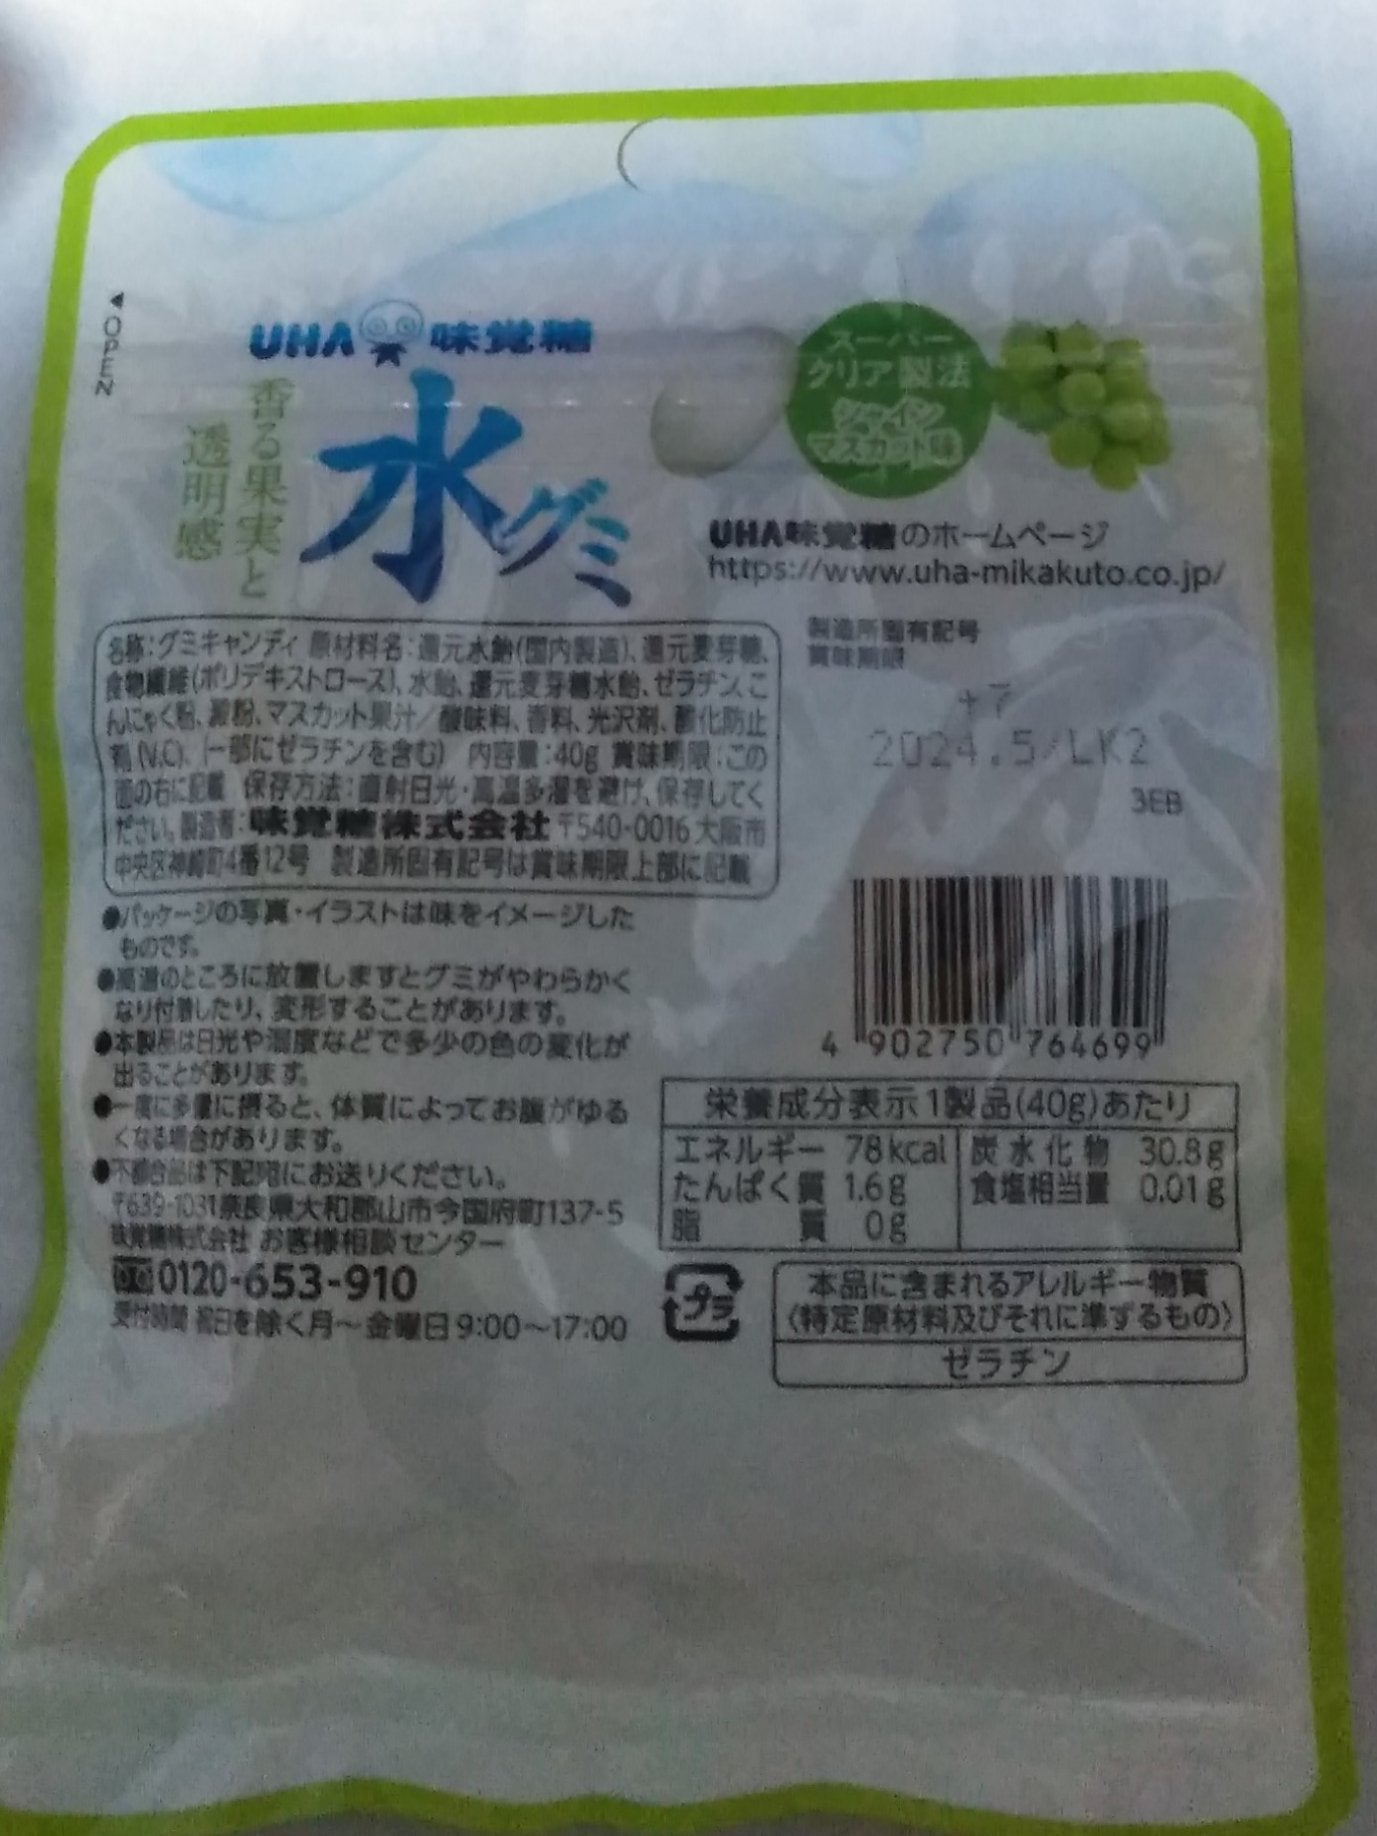 ▲OPEN
UHA味覚糖
香る果実と
透明感
水グミ
スーパー
クリア製法
シャイン
マスカット味
UHA味覚糖のホームページ
https://www.uha-mikakuto.co.jp/
名称:グミキャンディ 原材料名:還元水飴(国内製造)、還元麦芽糖、
食物繊維(ポリデキストロース)、水飴、還元麦芽糖水飴、ゼラチン、こ
んにゃく粉、澱粉、マスカット果汁/酸味料、香料、光沢剤、酸化防止
剤(V.C)、(一部にゼラチンを含む) 内容量:40g 賞味期限:この
面の右に記載 保存方法:直射日光・高温多湿を避け、保存してく
ださい。製造者:味覚糖株式会社 〒540-0016 大阪市
中央区神崎町4番12号 製造所固有記号は賞味期限上部に記載
製造所固有記号
賞味期限
+7
2024.5/LK2
3EB
●パッケージの写真・イラストは味をイメージした
ものです。
●高温のところに放置しますとグミがやわらかく
なり付着したり、変形することがあります。
●本製品は日光や温度などで多少の色の変化が
出ることがあります。
●一度に多量に摂ると、体質によってお腹がゆる
くなる場合があります。
●不都合品は下記宛にお送りください。
〒639-1031奈良県大和郡山市今国府町137-5
味覚糖株式会社 お客様相談センター
0120-653-910
受付時間 祝日を除く月～金曜日9:00～17:00
4 902750 764699
栄養成分表示1製品(40g)あたり
エネルギー 78kcal 炭水化物 30.8g
たんぱく質 1.6g 食塩相当量 0.01g
脂質 0g
プラ
本品に含まれるアレルギー物質
(特定原材料及びそれに準ずるもの)
ゼラチン